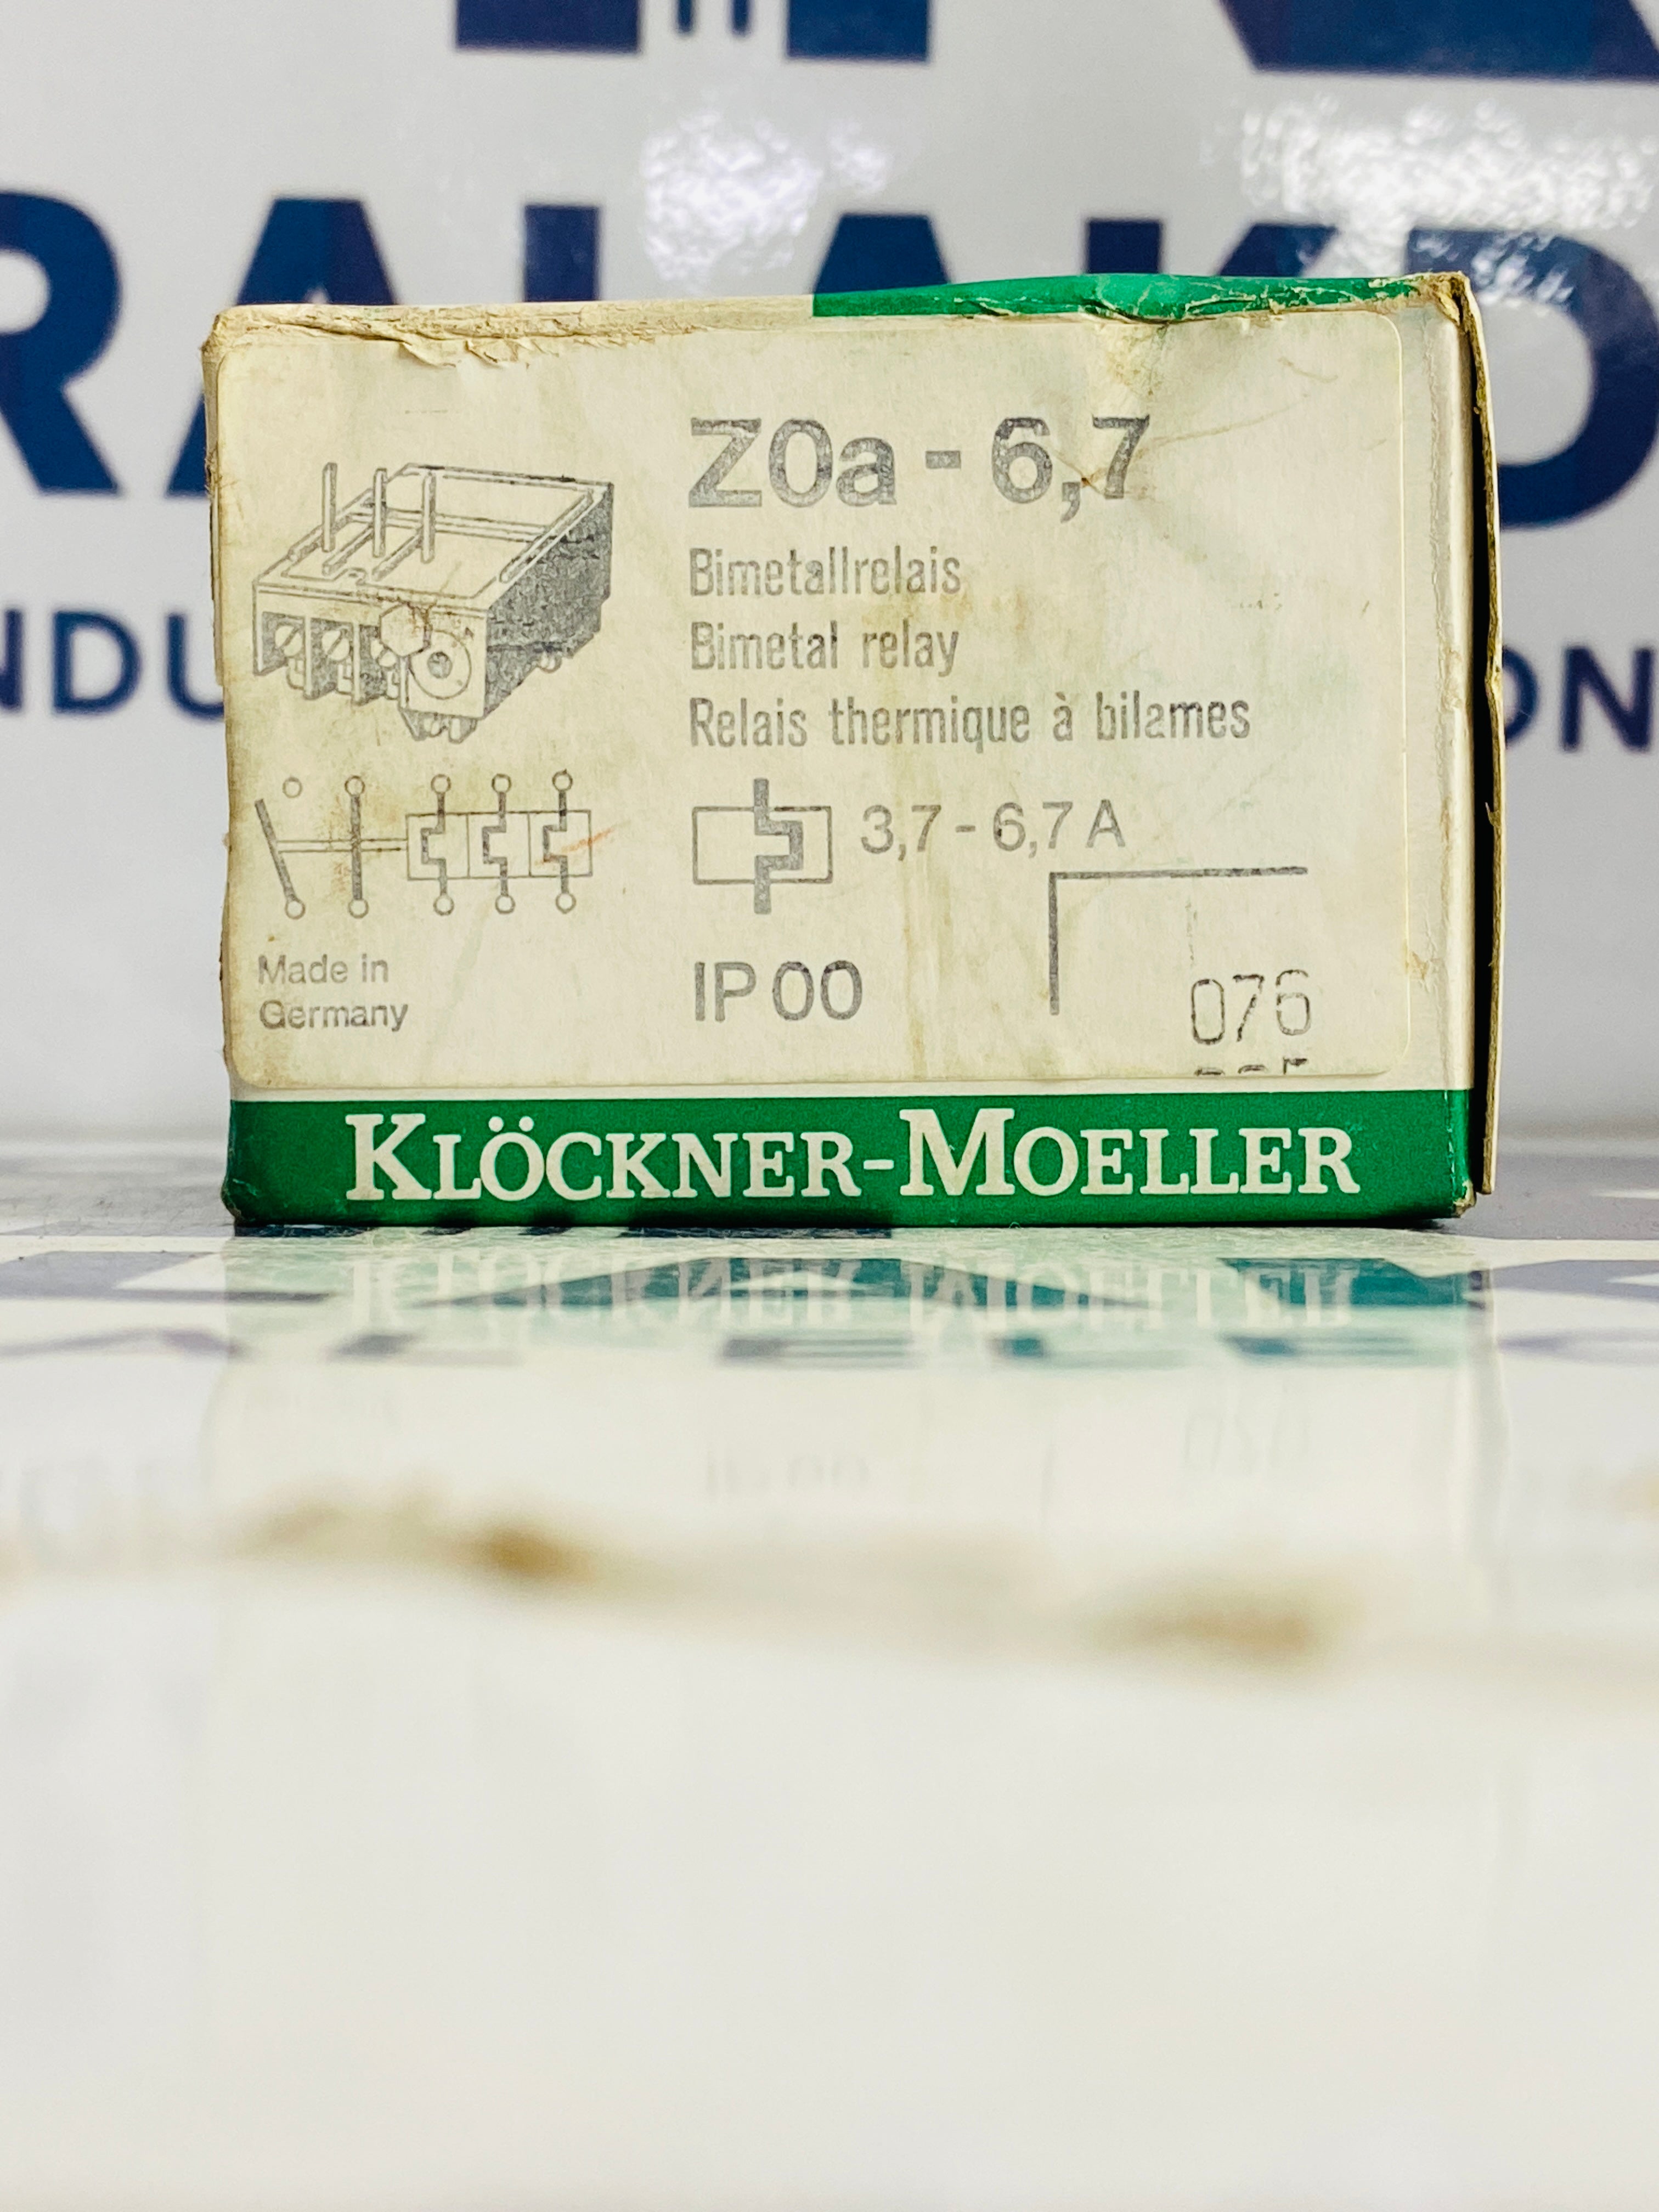 Z0a - 6,7
Bimetallrelais
Bimetal relay
Relais thermique à bilames
3,7 - 6,7 A
Made in
Germany
IP 00
076
KLÖCKNER-MOELLER